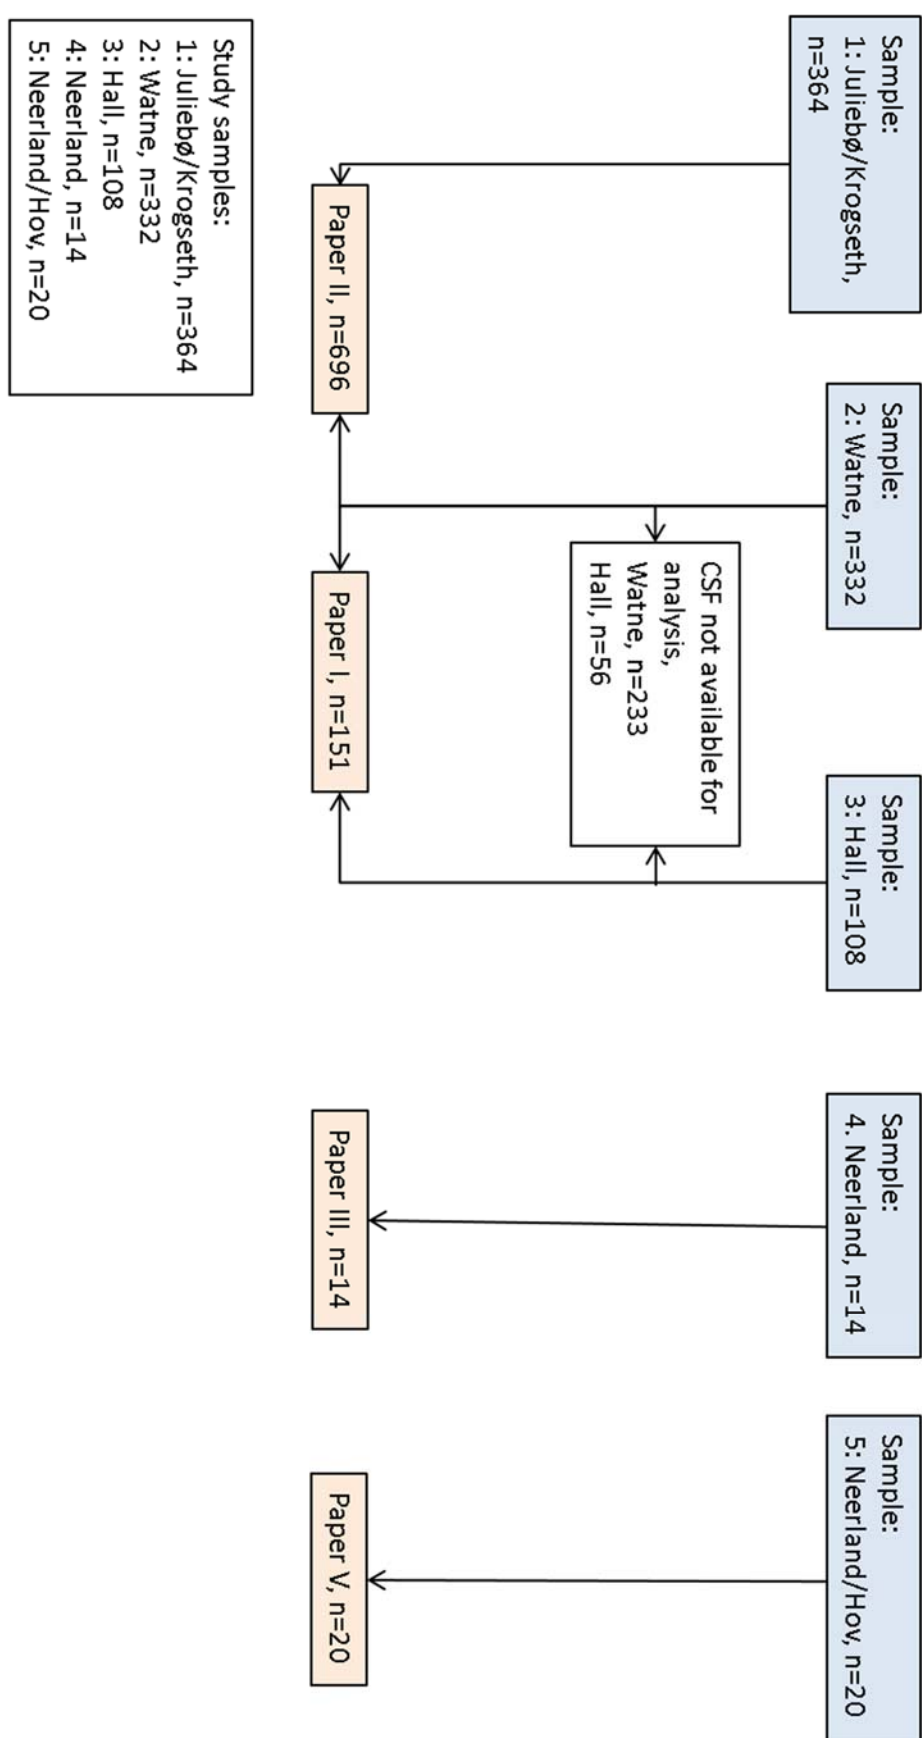 Sample:
1: Juliebø/Krogseth,
n=364
Sample:
2: Watne, n=332
Sample:
3: Hall, n=108
Sample:
4. Neerland, n=14
Sample:
5: Neerland/Hov, n=20
CSF not available for
analysis,
Watne, n=233
Hall, n=56
Paper II, n=696
Paper I, n=151
Paper III, n=14
Paper V, n=20
Study samples:
1: Juliebø/Krogseth, n=364
2: Watne, n=332
3: Hall, n=108
4: Neerland, n=14
5: Neerland/Hov, n=20